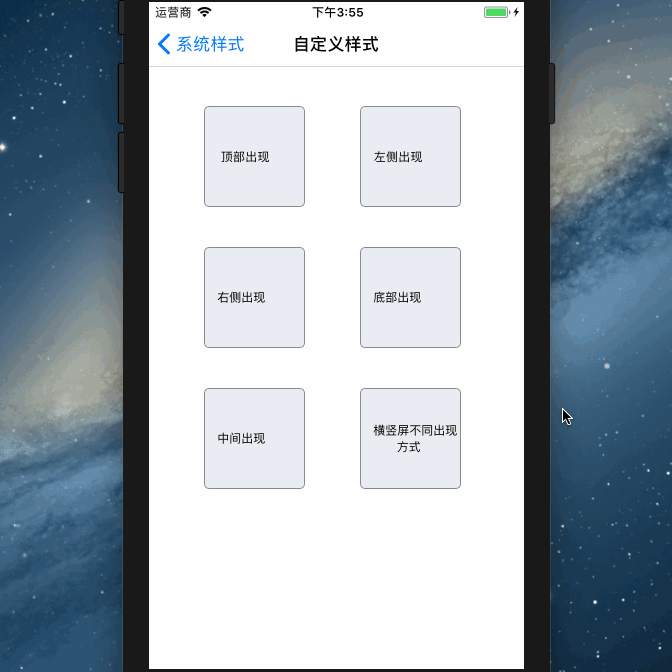 运营商 下午3:55
系统样式 自定义样式
顶部出现 左侧出现
右侧出现 底部出现
中间出现 横竖屏不同出现
方式